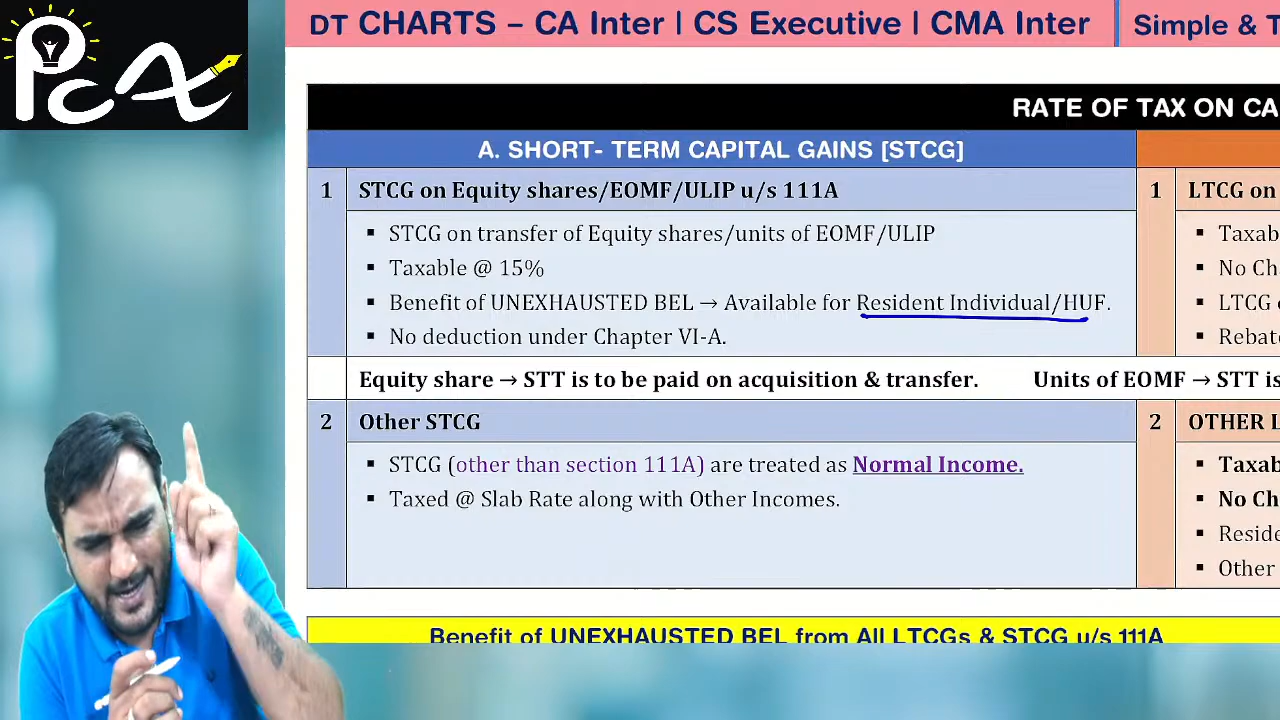 PCA
DT CHARTS – CA Inter | CS Executive | CMA Inter
Simple & T
RATE OF TAX ON CA
A. SHORT- TERM CAPITAL GAINS [STCG]
1 STCG on Equity shares/EOMF/ULIP u/s 111A
▪ STCG on transfer of Equity shares/units of EOMF/ULIP
▪ Taxable @ 15%
▪ Benefit of UNEXHAUSTED BEL → Available for Resident Individual/HUF.
▪ No deduction under Chapter VI-A.
1 LTCG on
▪ Taxab
▪ No Ch
▪ LTCG
▪ Rebat
Equity share → STT is to be paid on acquisition & transfer. Units of EOMF → STT is
2 Other STCG
▪ STCG (other than section 111A) are treated as Normal Income.
▪ Taxed @ Slab Rate along with Other Incomes.
2 OTHER L
▪ Taxab
▪ No Ch
▪ Reside
▪ Other
Benefit of UNEXHAUSTED BEL from All LTCGs & STCG u/s 111A